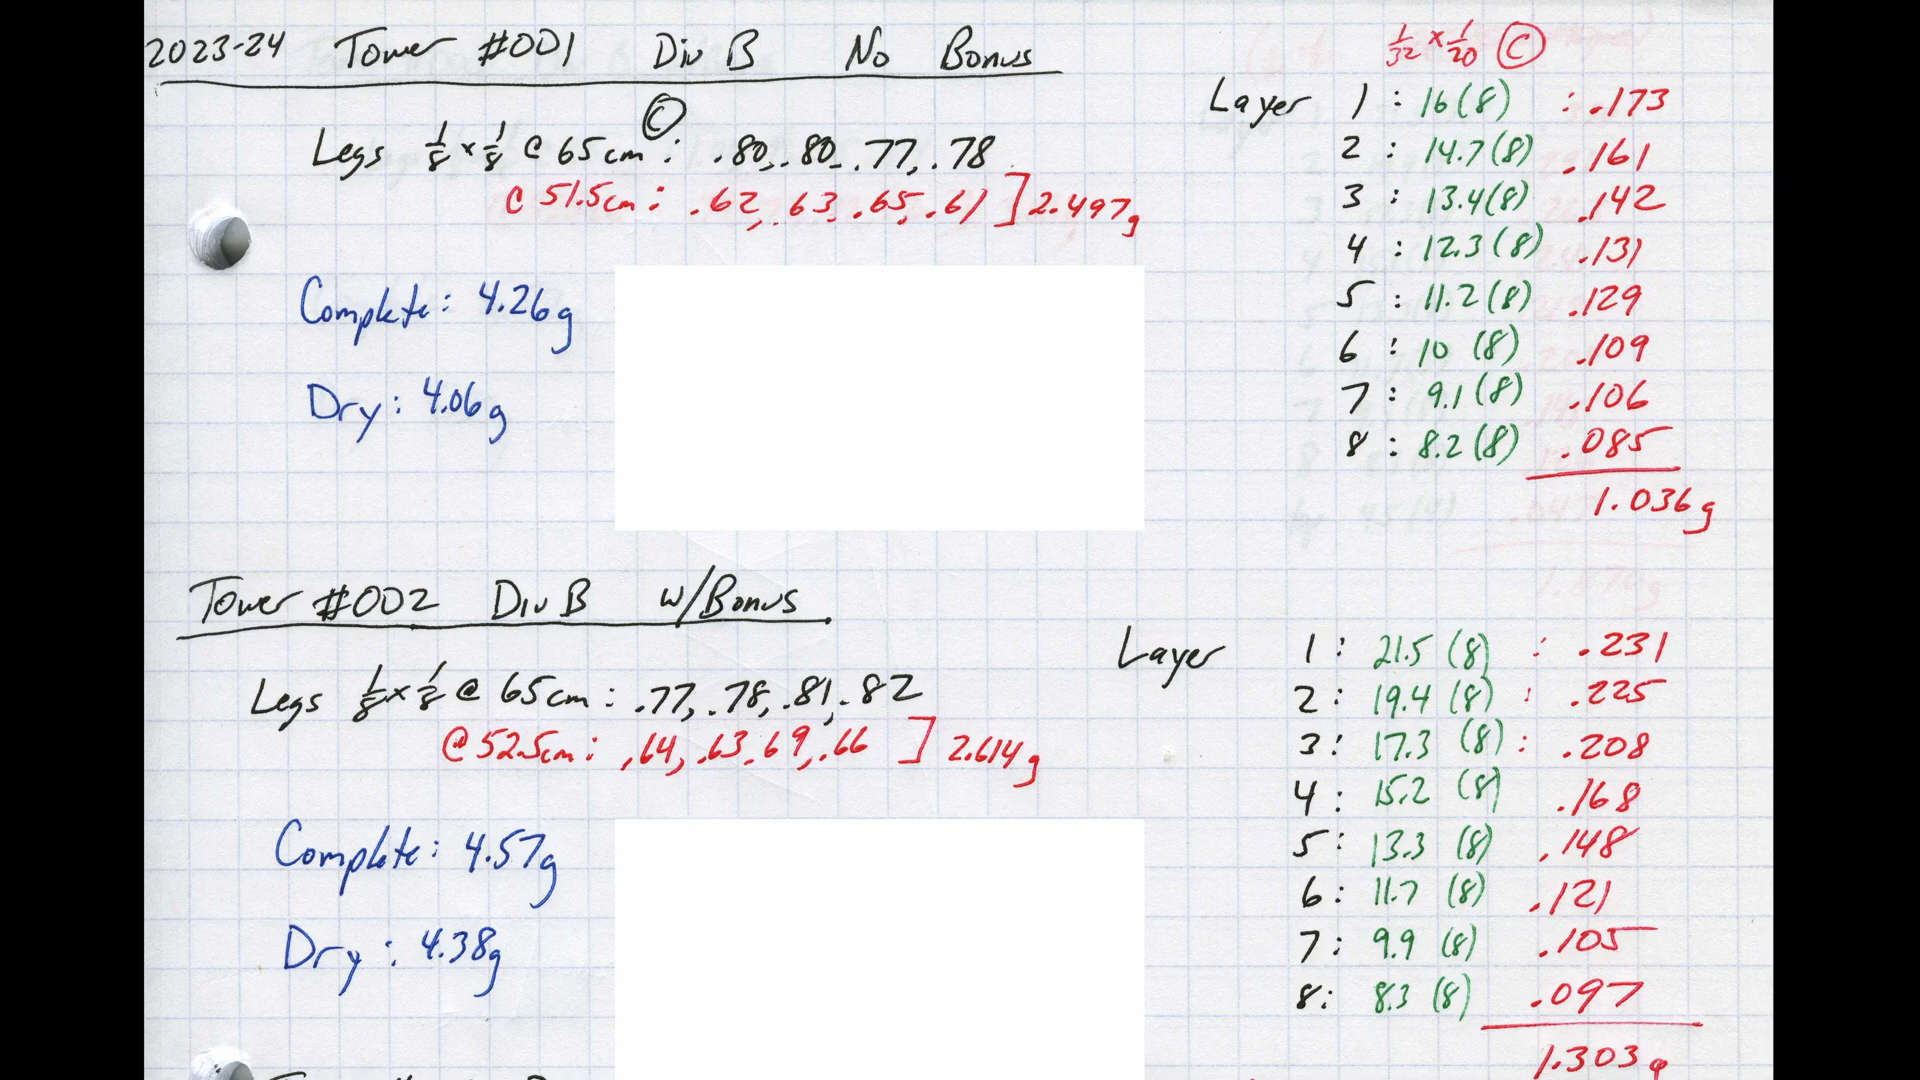 2023-24 Tower #001 Div B No Bonus
Legs 1/8 x 1/8 @ 65cm Ⓒ : .80, .80, .77, .78
@ 51.5cm : .62, .63, .65, .61 ] 2.497g
Complete: 4.26g
Dry: 4.06g
1/32 x 1/20 Ⓒ
Layer 1 : 16 (8) : .173
2 : 14.7 (8) .161
3 : 13.4 (8) .142
4 : 12.3 (8) .131
5 : 11.2 (8) .129
6 : 10 (8) .109
7 : 9.1 (8) .106
8 : 8.2 (8) .085
1.036g
Tower #002 Div B w/Bonus
Legs 1/8 x 1/8 @ 65cm : .77, .78, .81, .82
@ 52.5cm : .64, .63, .69, .66 ] 2.614g
Complete: 4.57g
Dry : 4.38g
Layer 1 : 21.5 (8) : .231
2 : 19.4 (8) : .225
3 : 17.3 (8) : .208
4 : 15.2 (8) .168
5 : 13.3 (8) .148
6 : 11.7 (8) .121
7 : 9.9 (8) .105
8 : 8.3 (8) .097
1.303g